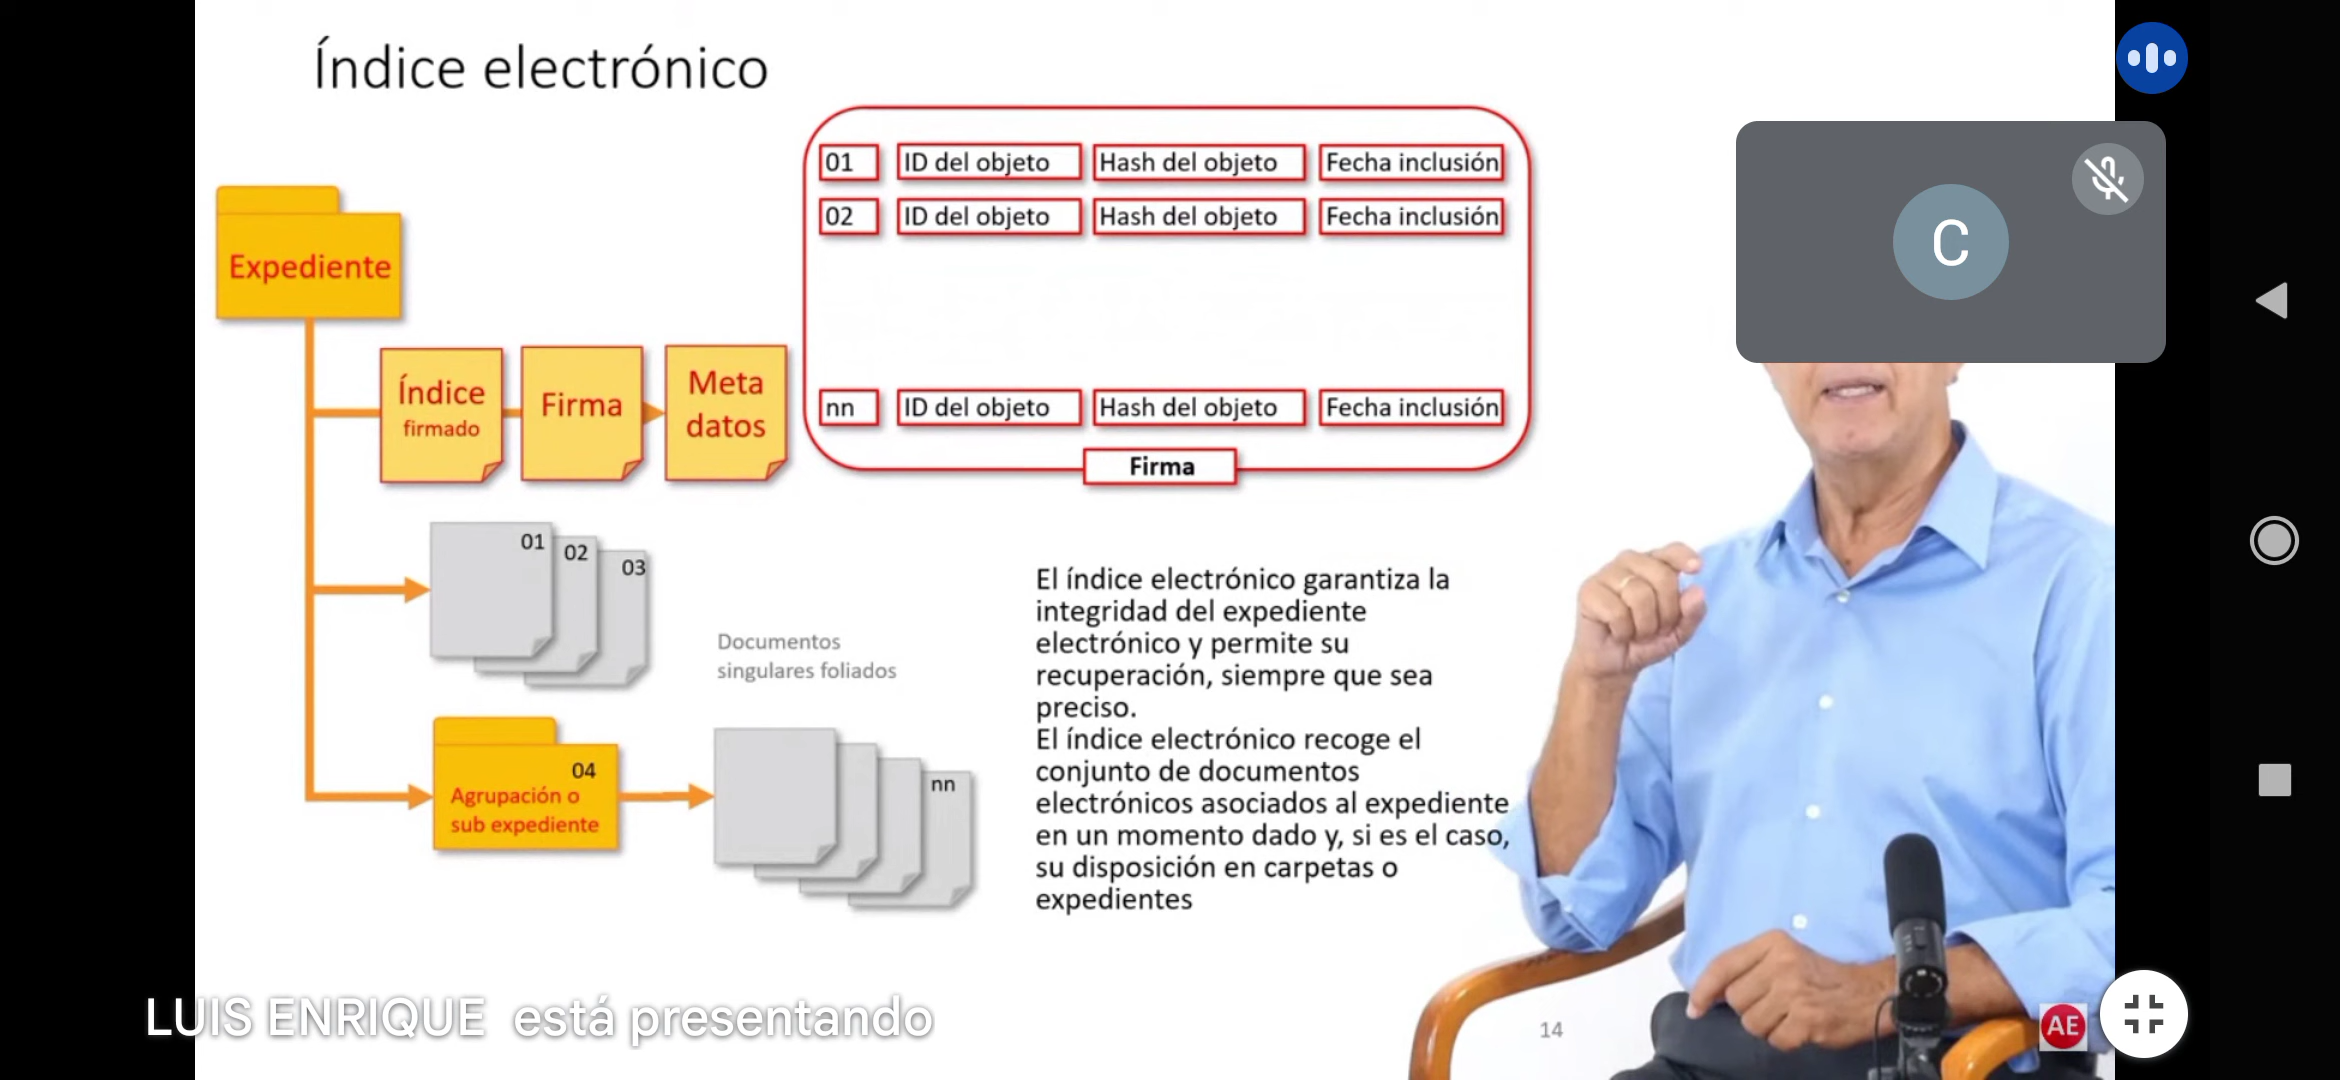 Índice electrónico
01 ID del objeto Hash del objeto Fecha inclusión
02 ID del objeto Hash del objeto Fecha inclusión
nn ID del objeto Hash del objeto Fecha inclusión
Firma
Expediente
Índice
firmado
Firma
Meta
datos
01
02
03
Documentos
singulares foliados
04
Agrupación o
sub expediente
nn
El índice electrónico garantiza la
integridad del expediente
electrónico y permite su
recuperación, siempre que sea
preciso.
El índice electrónico recoge el
conjunto de documentos
electrónicos asociados al expediente
en un momento dado y, si es el caso,
su disposición en carpetas o
expedientes
C
LUIS ENRIQUE está presentando
14
AE